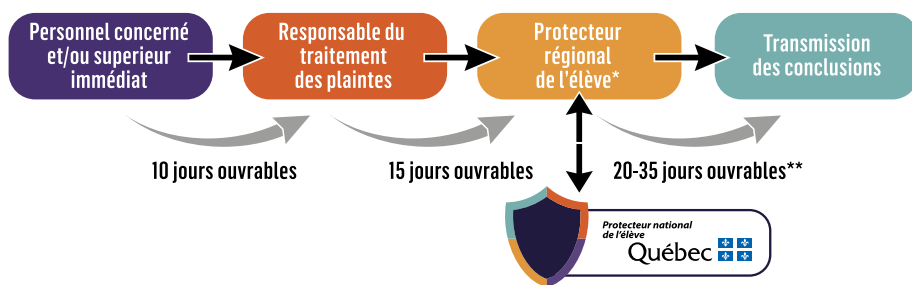 Personnel concerné
et/ou superieur
immédiat
Responsable du
traitement
des plaintes
Protecteur
régional
de l'élève*
Transmission
des conclusions
10 jours ouvrables
15 jours ouvrables
20-35 jours ouvrables**
Protecteur national
de l'élève
Québec